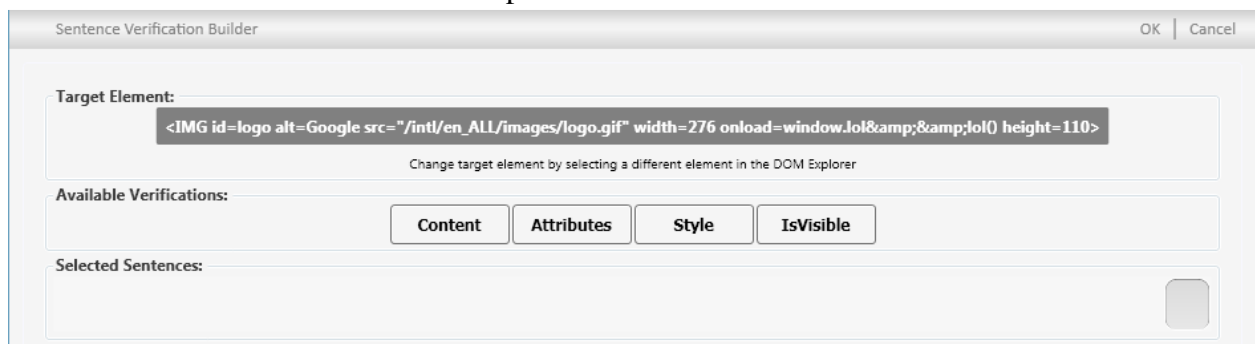 Sentence Verification Builder OK | Cancel
Target Element:
<IMG id=logo alt=Google src="/intl/en_ALL/images/logo.gif" width=276 onload=window.lol&amp;&amp;lol() height=110>
Change target element by selecting a different element in the DOM Explorer
Available Verifications:
Content Attributes Style IsVisible
Selected Sentences: